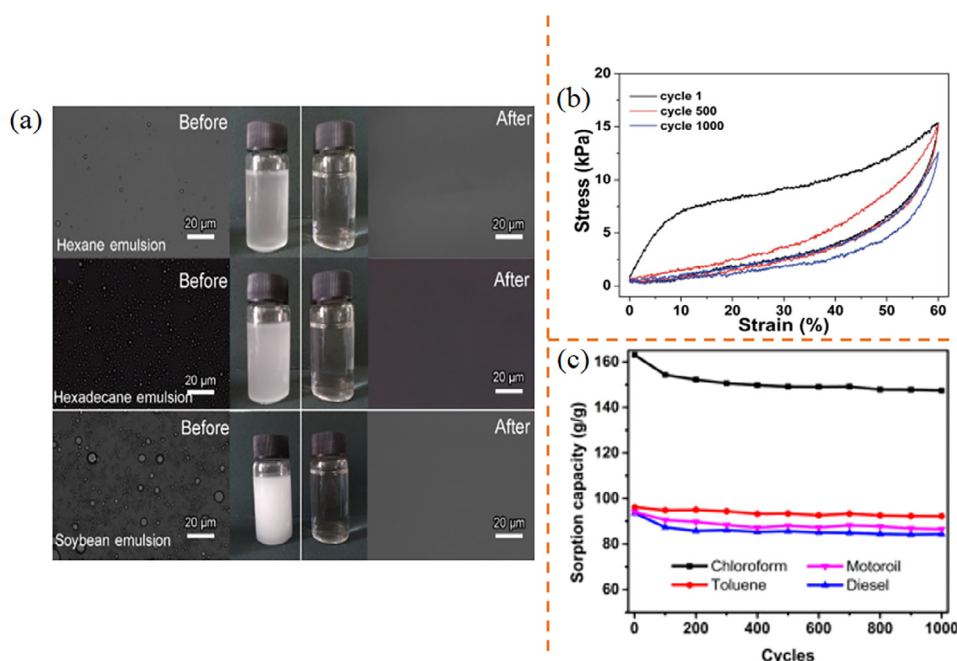 (a)
Before
After
20 μm
20 μm
Hexane emulsion
Before
After
20 μm
20 μm
Hexadecane emulsion
Before
After
20 μm
20 μm
Soybean emulsion
(b)
20
15
10
5
0
Stress (kPa)
cycle 1
cycle 500
cycle 1000
0 10 20 30 40 50 60
Strain (%)
(c)
160
140
120
100
80
60
Sorption capacity (g/g)
Chloroform Motoroil
Toluene Diesel
0 200 400 600 800 1000
Cycles